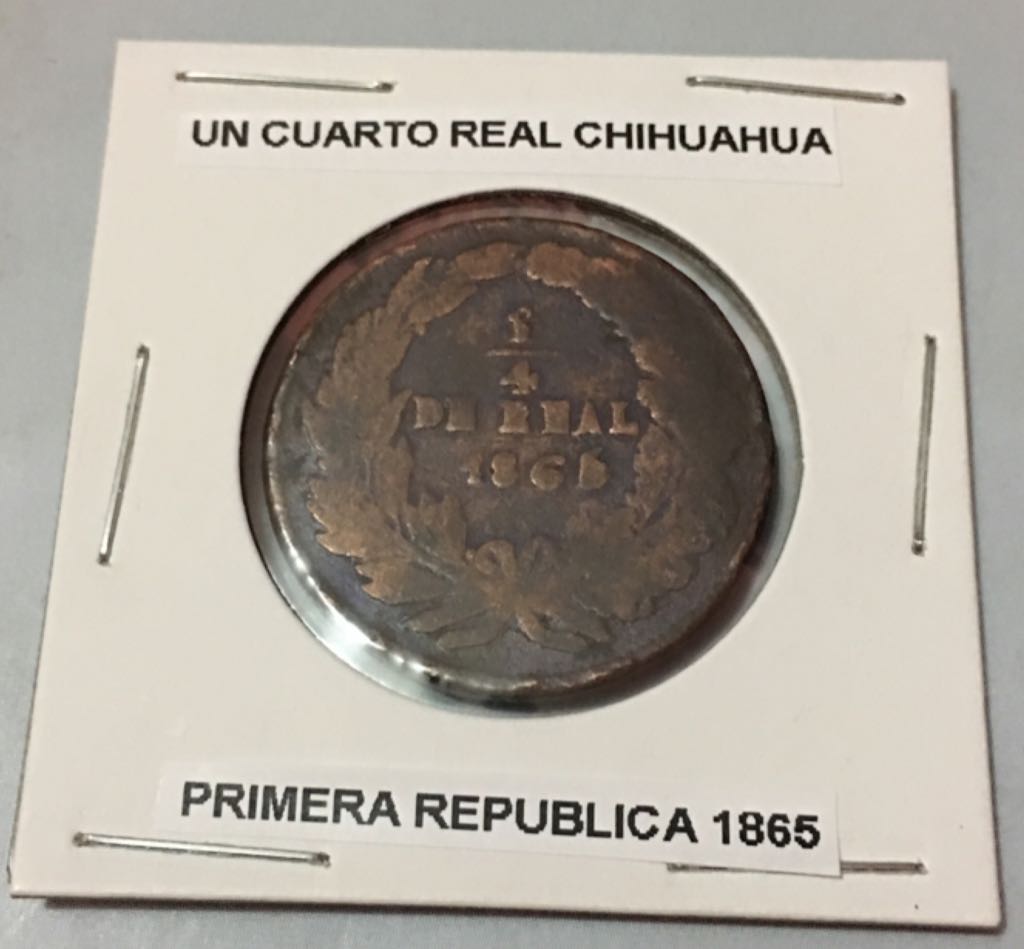 UN CUARTO REAL CHIHUAHUA
1
4
DE REAL
1865
PRIMERA REPUBLICA 1865